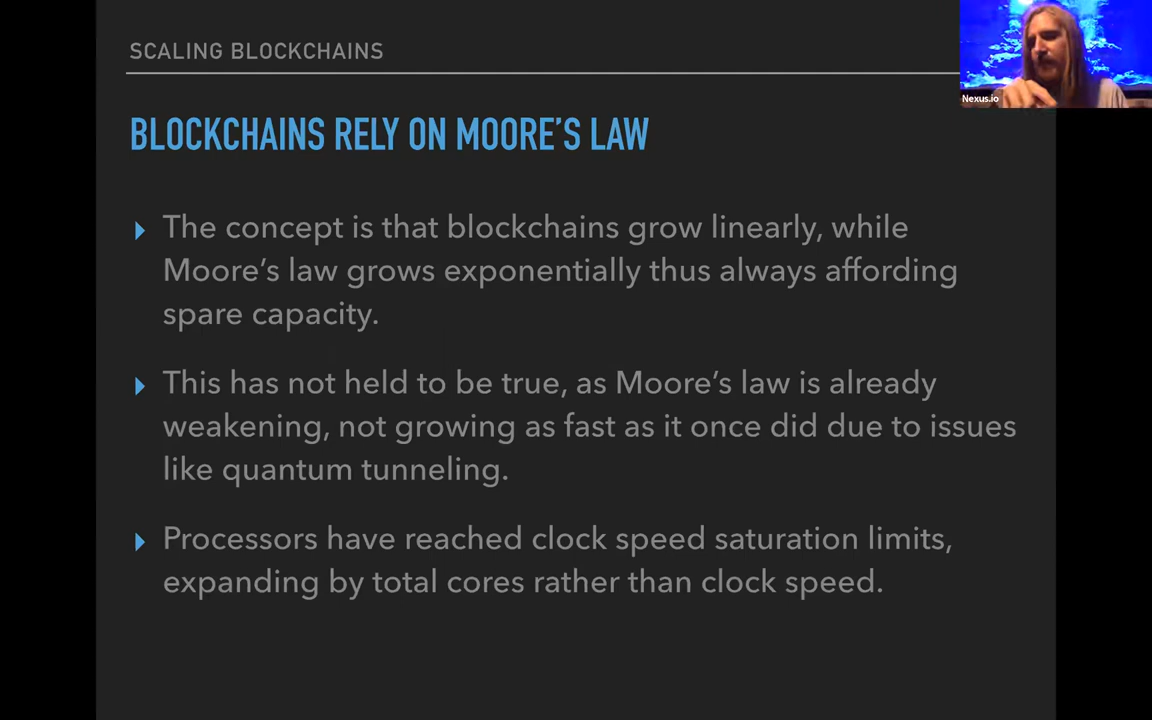 SCALING BLOCKCHAINS
Nexus.io
BLOCKCHAINS RELY ON MOORE'S LAW
The concept is that blockchains grow linearly, while
Moore's law grows exponentially thus always affording
spare capacity.
This has not held to be true, as Moore's law is already
weakening, not growing as fast as it once did due to issues
like quantum tunneling.
Processors have reached clock speed saturation limits,
expanding by total cores rather than clock speed.